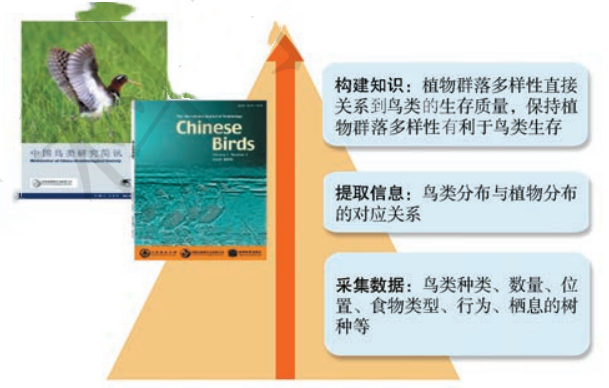 中国鸟类研究简讯
Chinese
Birds
构建知识：植物群落多样性直接
关系到鸟类的生存质量，保持植
物群落多样性有利于鸟类生存
提取信息：鸟类分布与植物分布
的对应关系
采集数据：鸟类种类、数量、位
置、食物类型、行为、栖息的树
种等